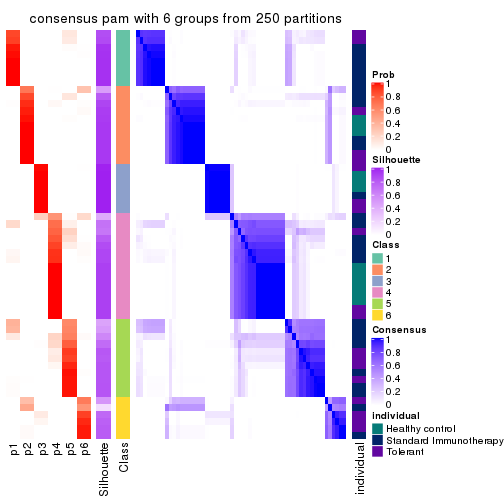 consensus pam with 6 groups from 250 partitions
Prob
1
0.8
0.6
0.4
0.2
0
Silhouette
1
0.8
0.6
0.4
0.2
0
Class
1
2
3
4
5
6
Consensus
1
0.8
0.6
0.4
0.2
0
individual
Healthy control
Standard Immunotherapy
Tolerant
p1
p2
p3
p4
p5
p6
Silhouette
Class
individual